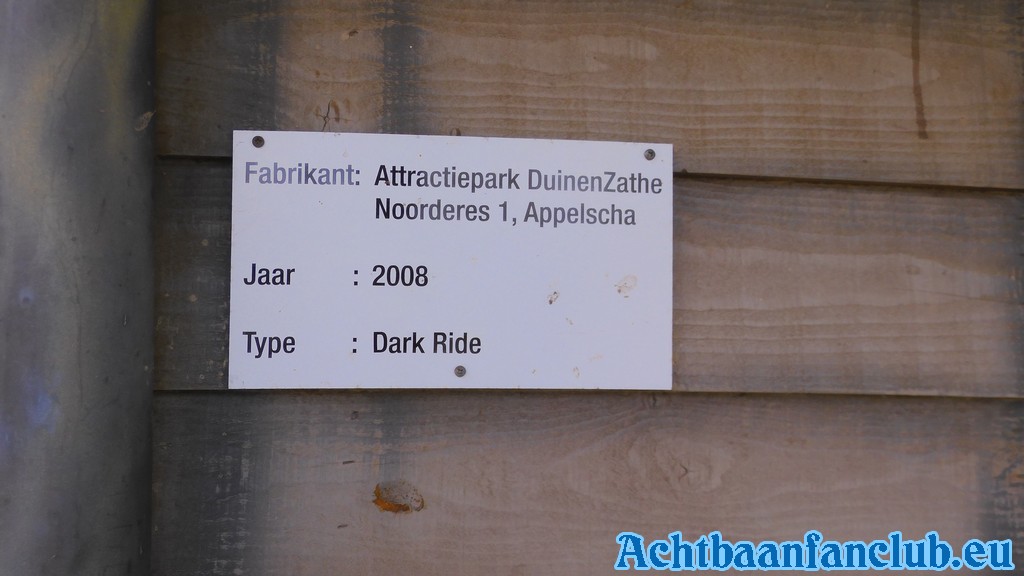 Fabrikant: Attractiepark DuinenZathe
Noorderes 1, Appelscha
Jaar : 2008
Type : Dark Ride
Achtbaanfanclub.eu